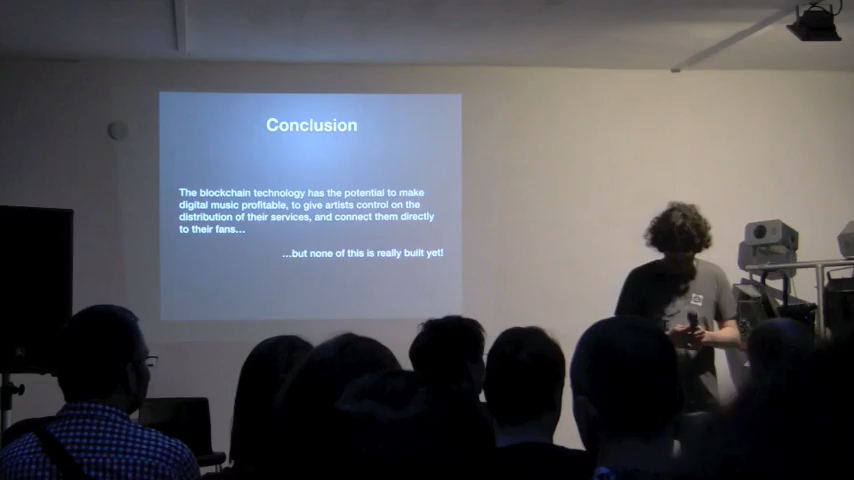 Conclusion
The blockchain technology has the potential to make
digital music profitable, to give artists control on the
distribution of their services, and connect them directly
to their fans…
…but none of this is really built yet!